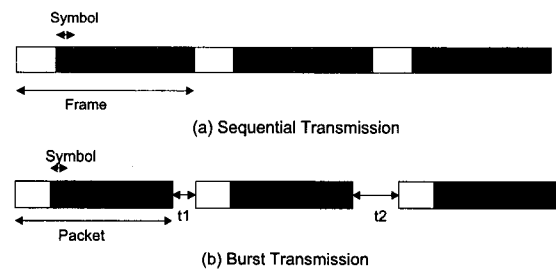 Symbol
Frame
(a) Sequential Transmission
Symbol
t1
t2
Packet
(b) Burst Transmission